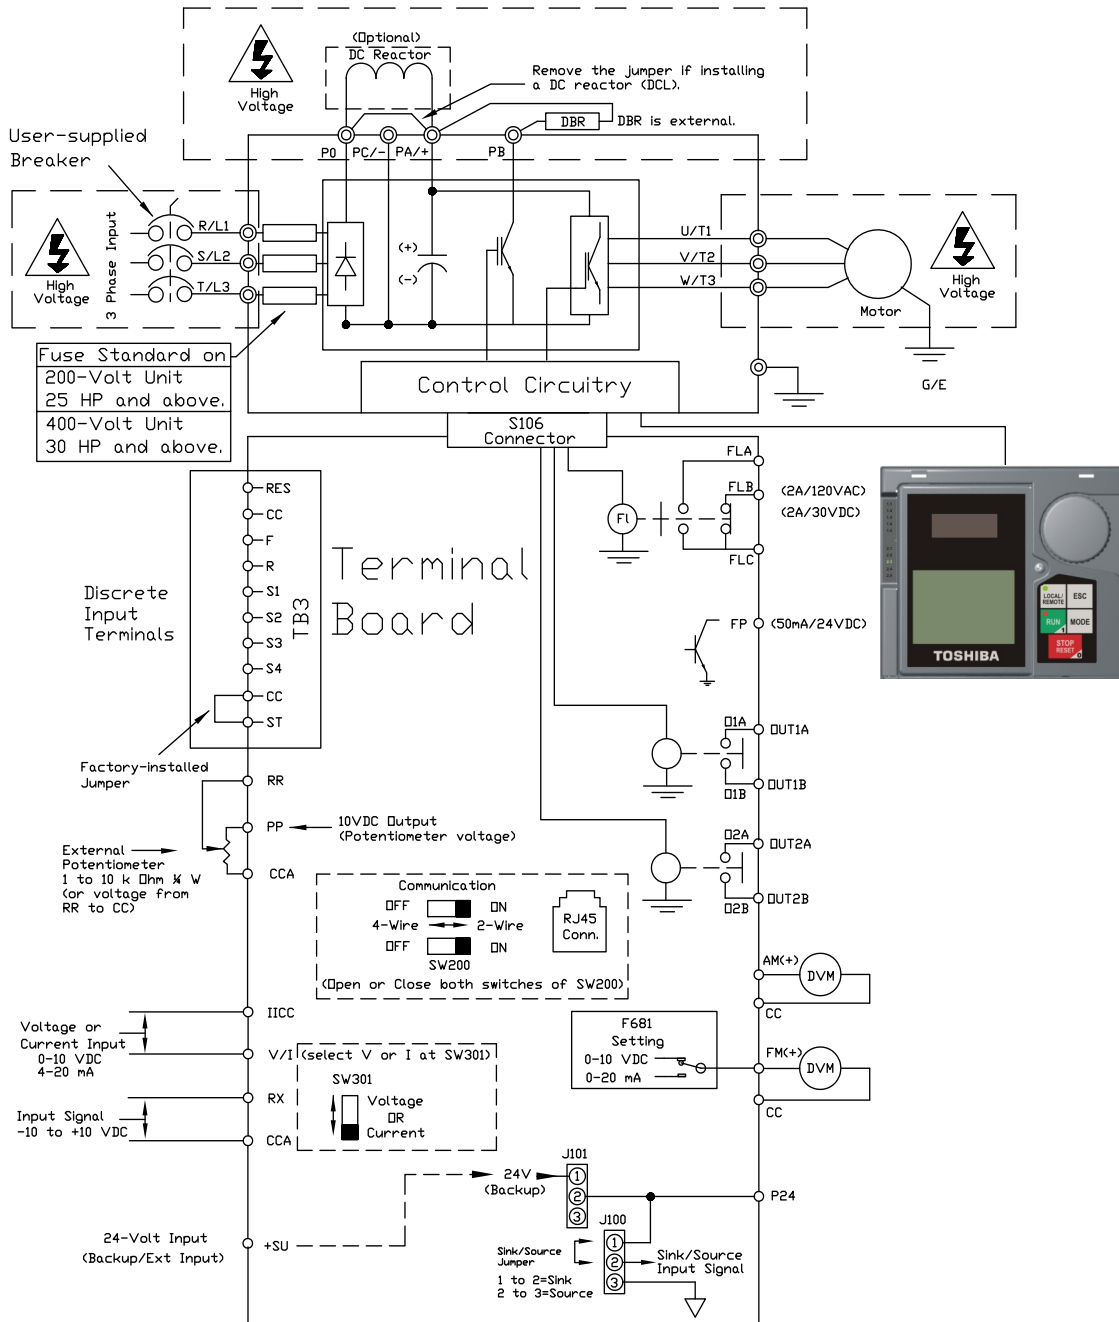 (Optional)
DC Reactor
High
Voltage
Remove the jumper if installing
a DC reactor (DCL).
DBR
DBR is external.
P0
PC/-
PA/+
PB
User-supplied
Breaker
3 Phase Input
High
Voltage
R/L1
S/L2
T/L3
(+)
(-)
U/T1
V/T2
W/T3
Motor
High
Voltage
G/E
Fuse Standard on
200-Volt Unit
25 HP and above.
400-Volt Unit
30 HP and above.
Control Circuitry
S106
Connector
RES
CC
F
R
S1
S2
S3
S4
CC
ST
TB3
Discrete
Input
Terminals
Terminal
Board
Factory-installed
Jumper
Fl
FLA
FLB
FLC
(2A/120VAC)
(2A/30VDC)
FP
(50mA/24VDC)
LOCAL/
REMOTE
ESC
RUN
MODE
STOP
RESET
TOSHIBA
O1A
OUT1A
O1B
OUT1B
O2A
OUT2A
O2B
OUT2B
RR
PP
10VDC Output
(Potentiometer voltage)
CCA
External
Potentiometer
1 to 10 k Ohm ¼ W
(or voltage from
RR to CC)
Communication
OFF
ON
4-Wire
2-Wire
OFF
ON
SW200
(Open or Close both switches of SW200)
RJ45
Conn.
AM(+)
DVM
CC
F681
Setting
0-10 VDC
0-20 mA
FM(+)
DVM
CC
IICC
Voltage or
Current Input
0-10 VDC
4-20 mA
V/I
(select V or I at SW301)
SW301
Voltage
OR
Current
RX
Input Signal
-10 to +10 VDC
CCA
J101
24V
(Backup)
1
2
3
P24
24-Volt Input
(Backup/Ext Input)
+SU
J100
1
2
3
Sink/Source
Jumper
1 to 2=Sink
2 to 3=Source
Sink/Source
Input Signal